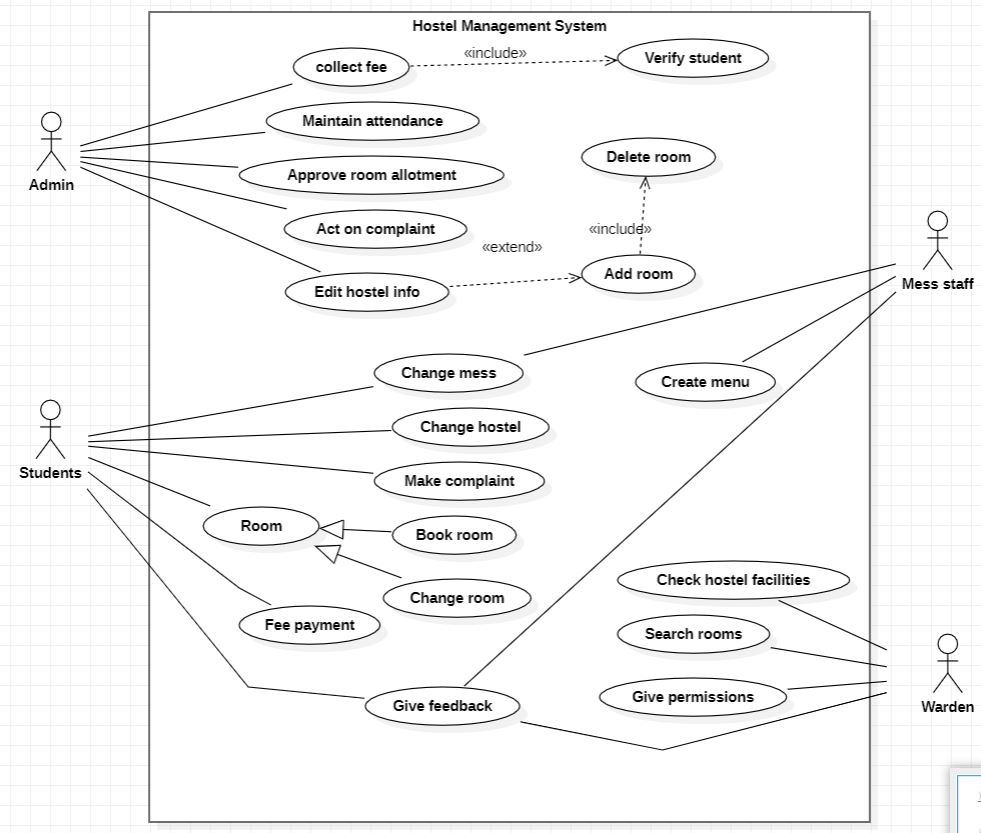 Hostel Management System
«include»
collect fee
Verify student
Maintain attendance
Admin
Approve room allotment
Delete room
Act on complaint
«include»
«extend»
Edit hostel info
Add room
Mess staff
Change mess
Create menu
Change hostel
Students
Make complaint
Room
Book room
Change room
Check hostel facilities
Fee payment
Search rooms
Give permissions
Give feedback
Warden